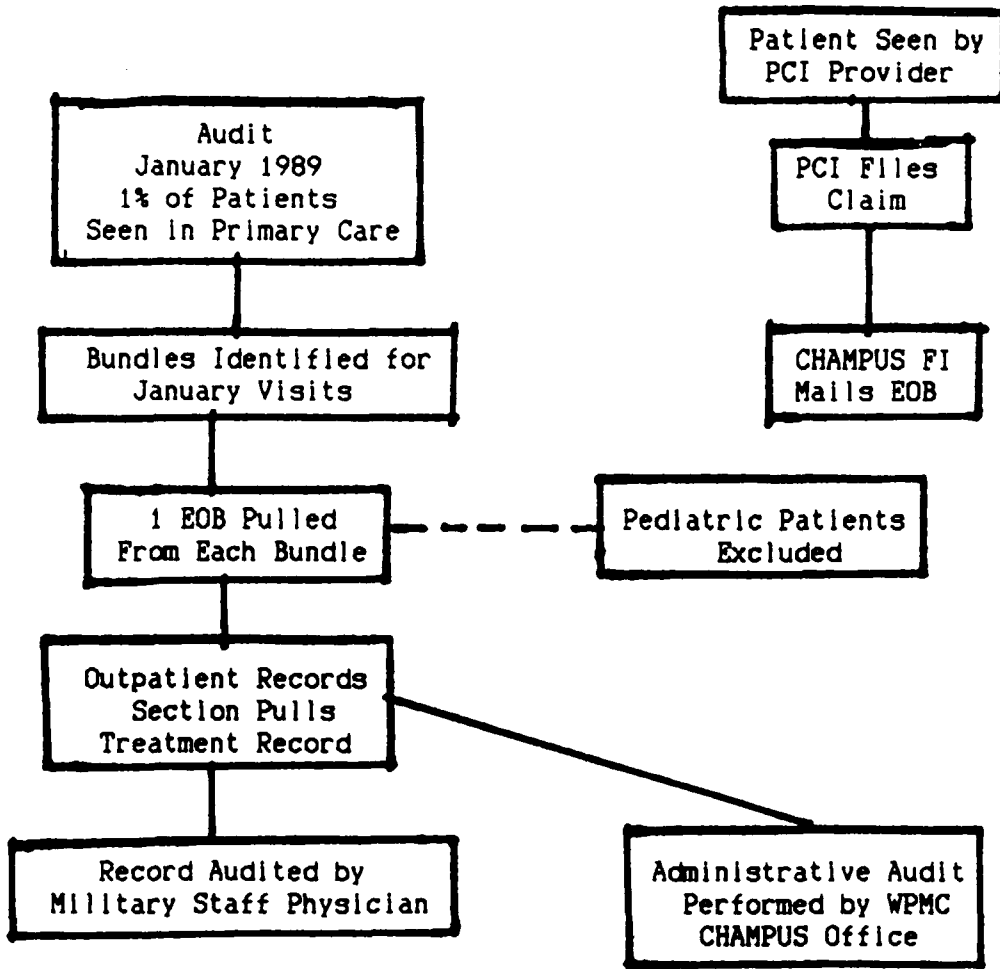 Patient Seen by
PCI Provider
Audit
January 1989
1% of Patients
Seen in Primary Care
PCI Files
Claim
Bundles Identified for
January Visits
CHAMPUS FI
Mails EOB
1 EOB Pulled
From Each Bundle
Pediatric Patients
Excluded
Outpatient Records
Section Pulls
Treatment Record
Record Audited by
Military Staff Physician
Administrative Audit
Performed by WPMC
CHAMPUS Office